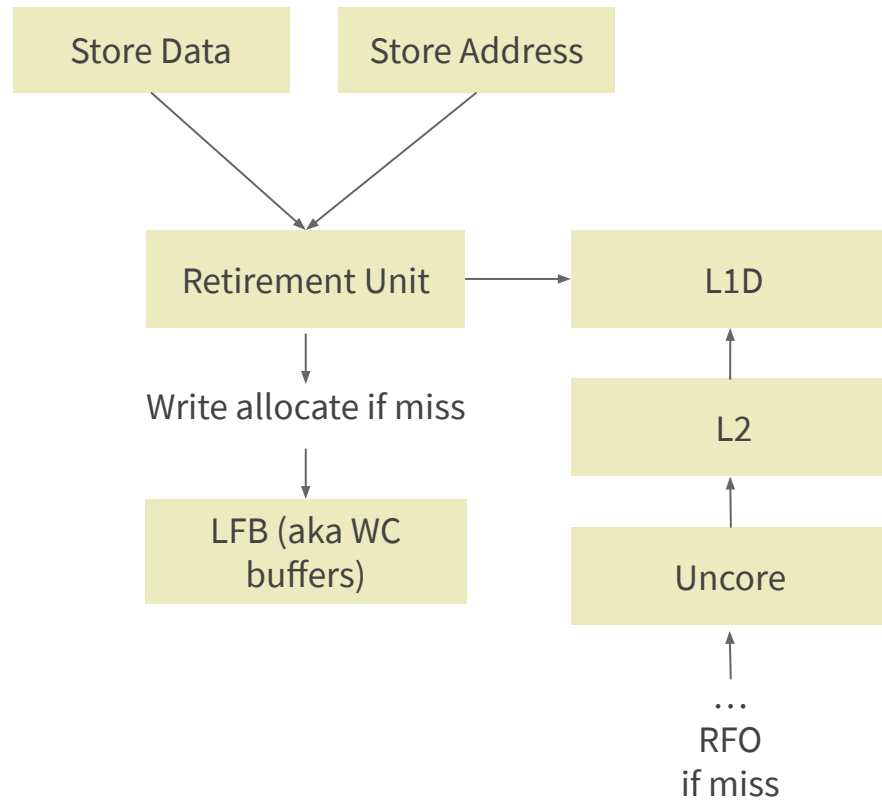 Store Data
Store Address
Retirement Unit
L1D
Write allocate if miss
L2
LFB (aka WC
buffers)
Uncore
...
RFO
if miss